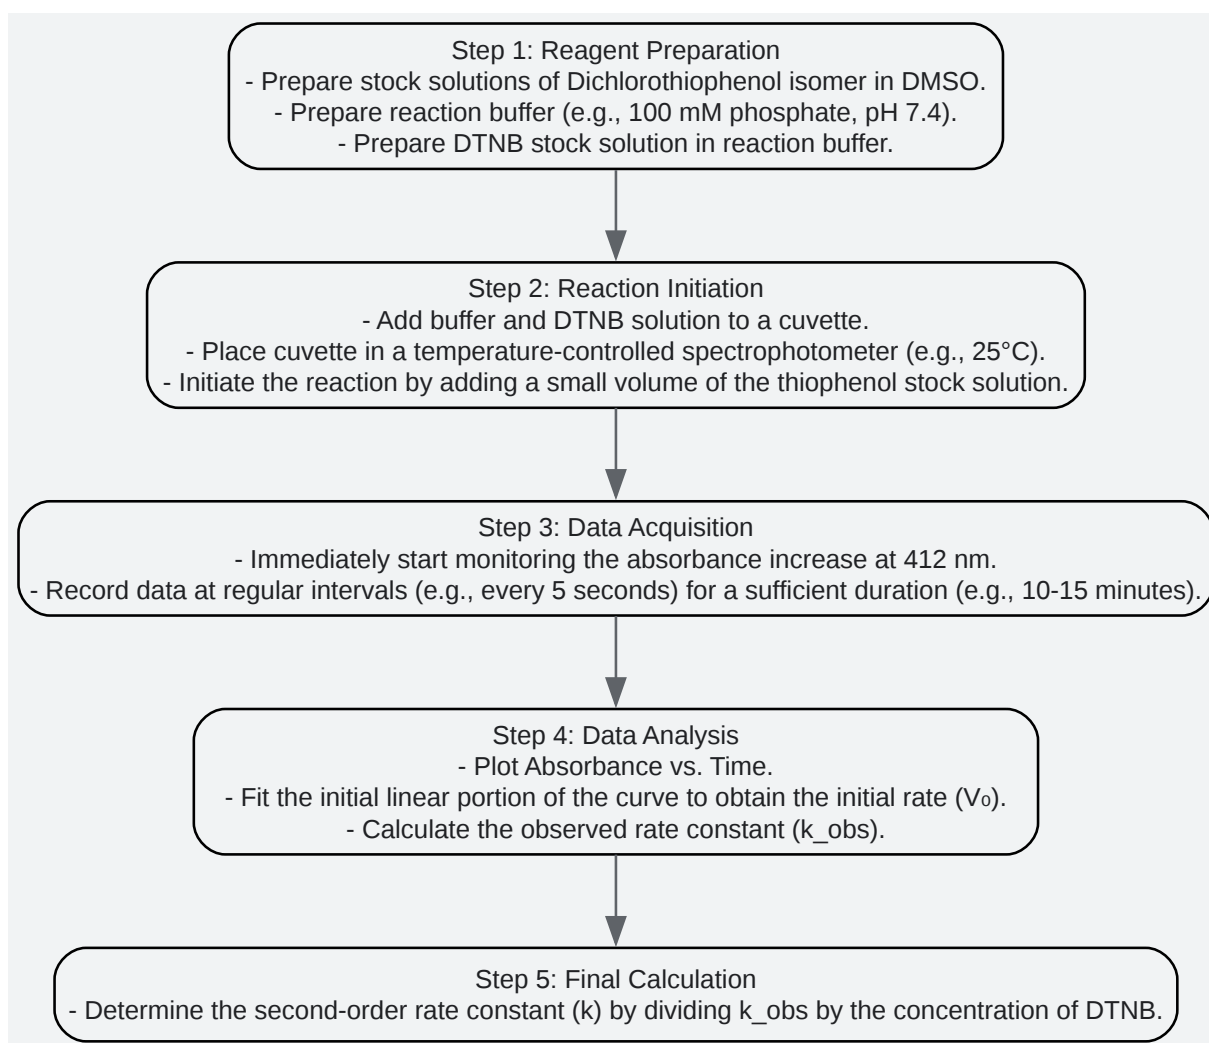 Step 1: Reagent Preparation
- Prepare stock solutions of Dichlorothiophenol isomer in DMSO.
- Prepare reaction buffer (e.g., 100 mM phosphate, pH 7.4).
- Prepare DTNB stock solution in reaction buffer.
Step 2: Reaction Initiation
- Add buffer and DTNB solution to a cuvette.
- Place cuvette in a temperature-controlled spectrophotometer (e.g., 25°C).
- Initiate the reaction by adding a small volume of the thiophenol stock solution.
Step 3: Data Acquisition
- Immediately start monitoring the absorbance increase at 412 nm.
- Record data at regular intervals (e.g., every 5 seconds) for a sufficient duration (e.g., 10-15 minutes).
Step 4: Data Analysis
- Plot Absorbance vs. Time.
- Fit the initial linear portion of the curve to obtain the initial rate (V₀).
- Calculate the observed rate constant (k_obs).
Step 5: Final Calculation
- Determine the second-order rate constant (k) by dividing k_obs by the concentration of DTNB.